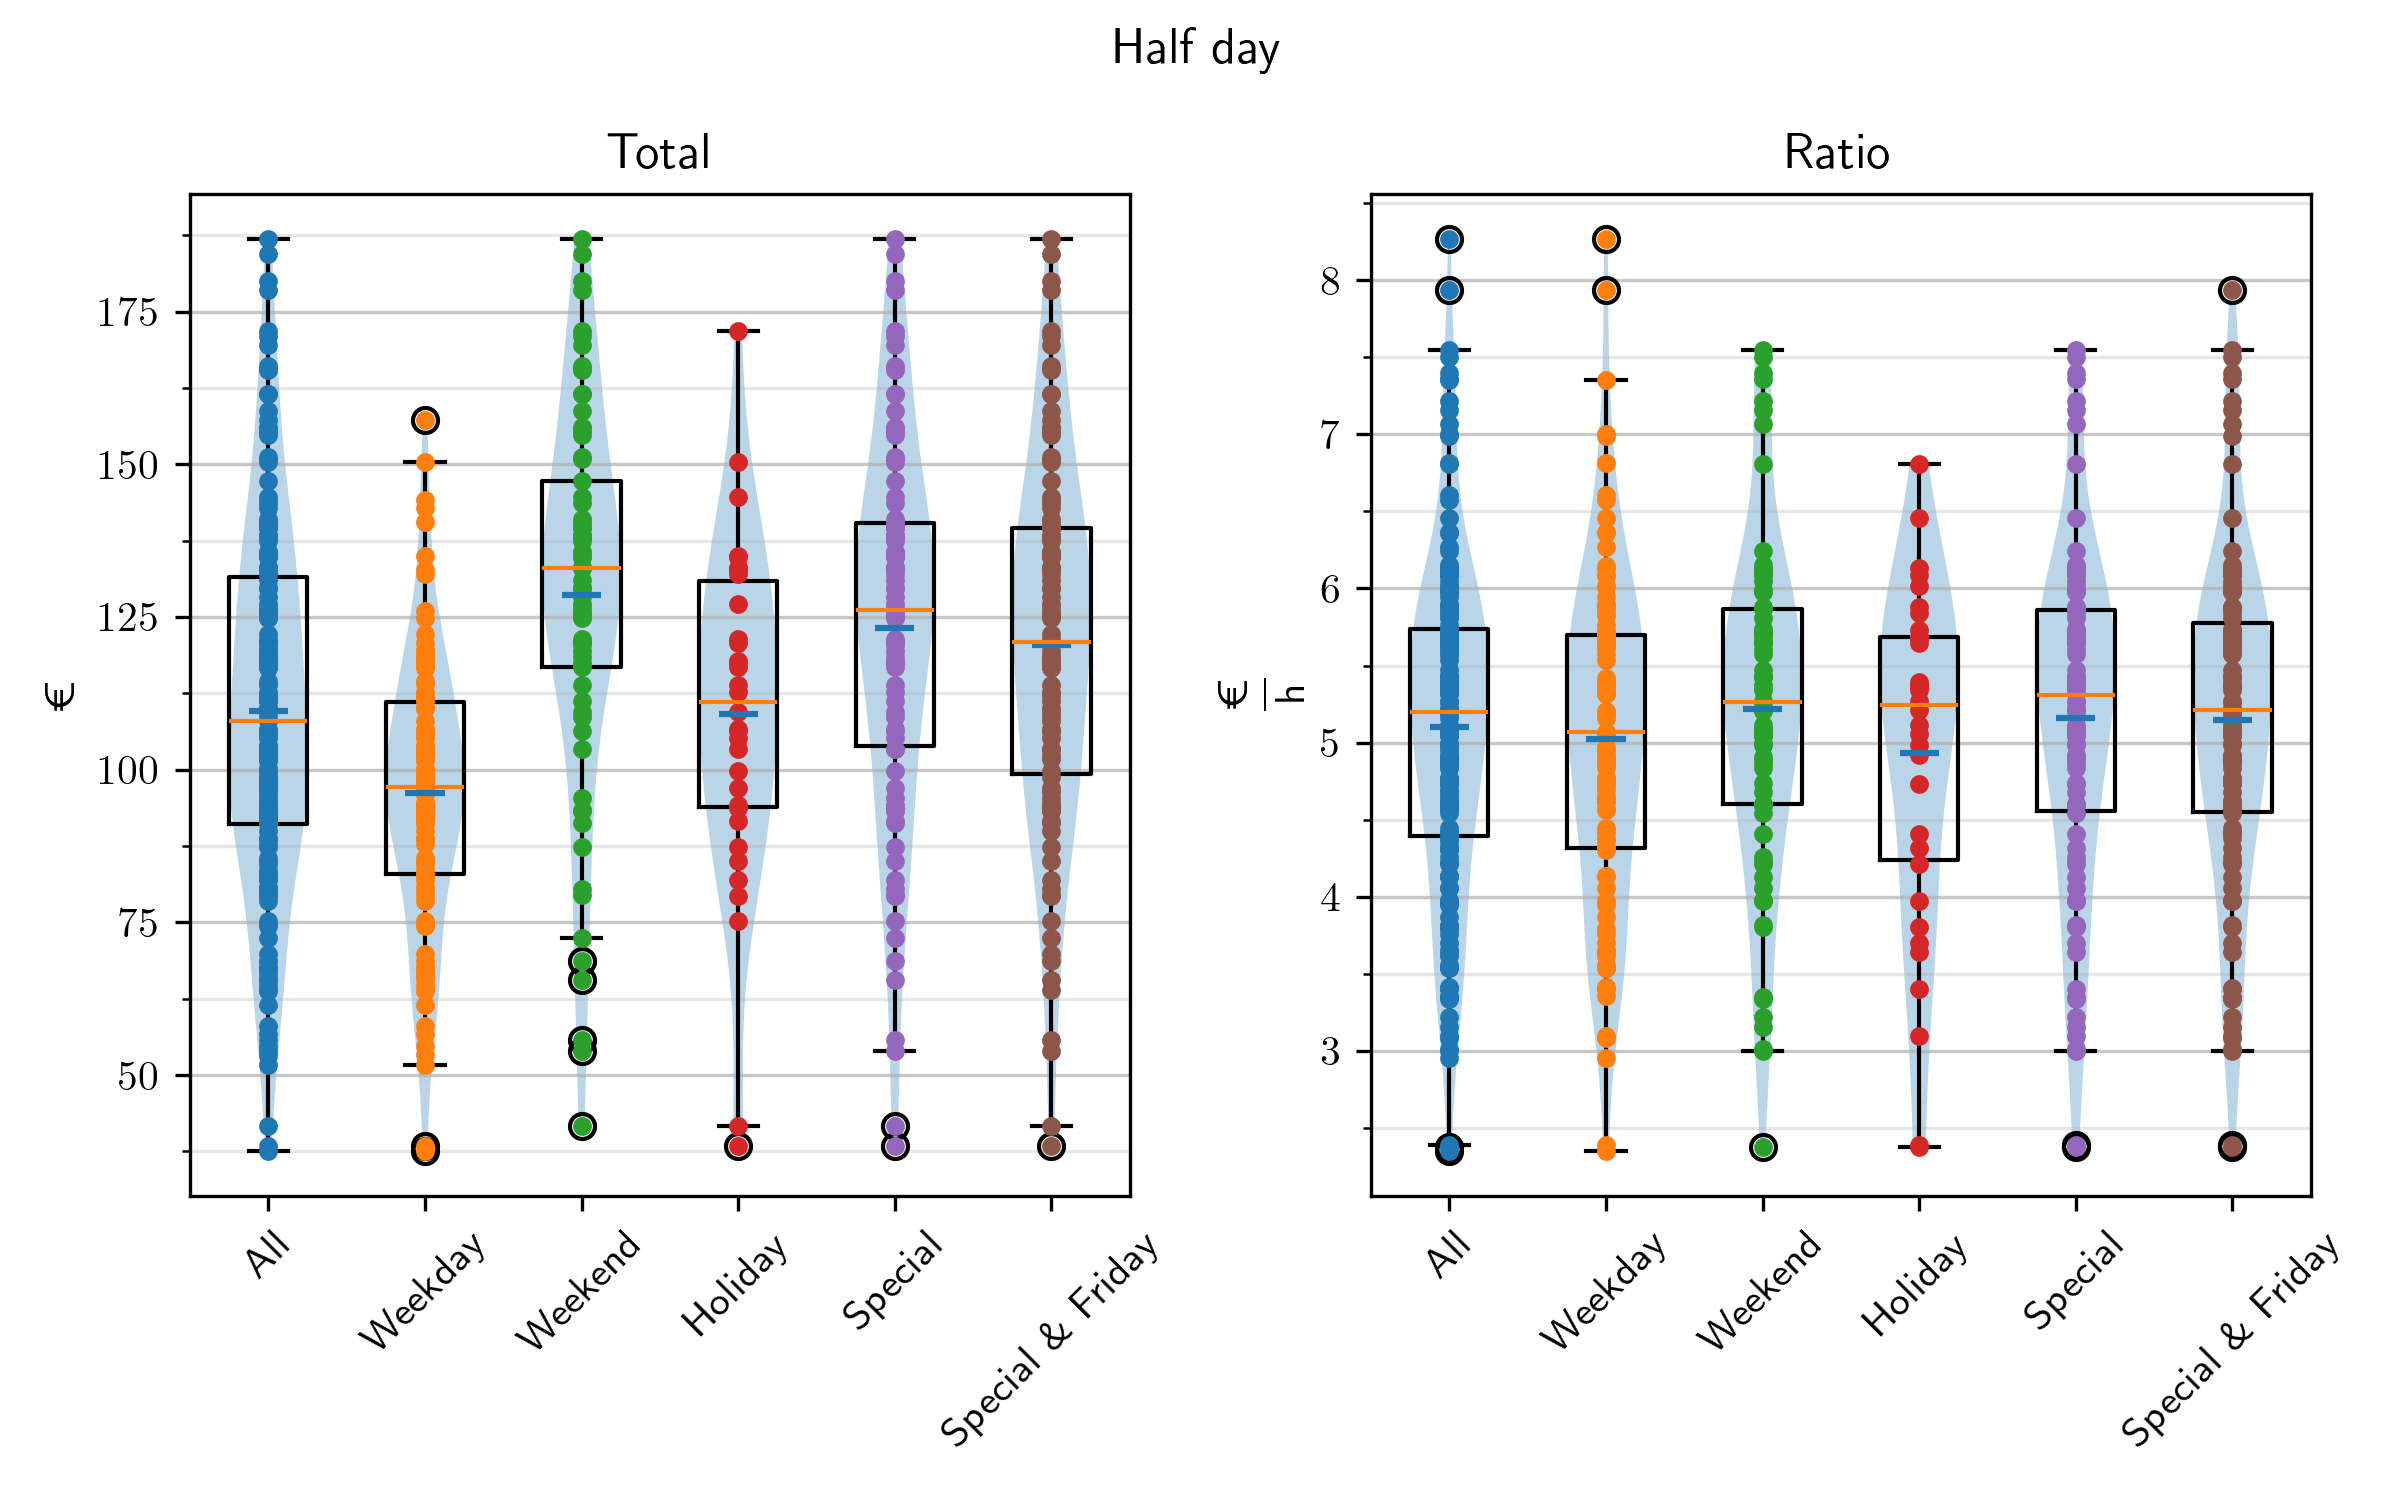 Half day
Total
€
175
150
125
100
75
50
All
Weekday
Weekend
Holiday
Special
Special & Friday
Ratio
€
h
8
7
6
5
4
3
All
Weekday
Weekend
Holiday
Special
Special & Friday